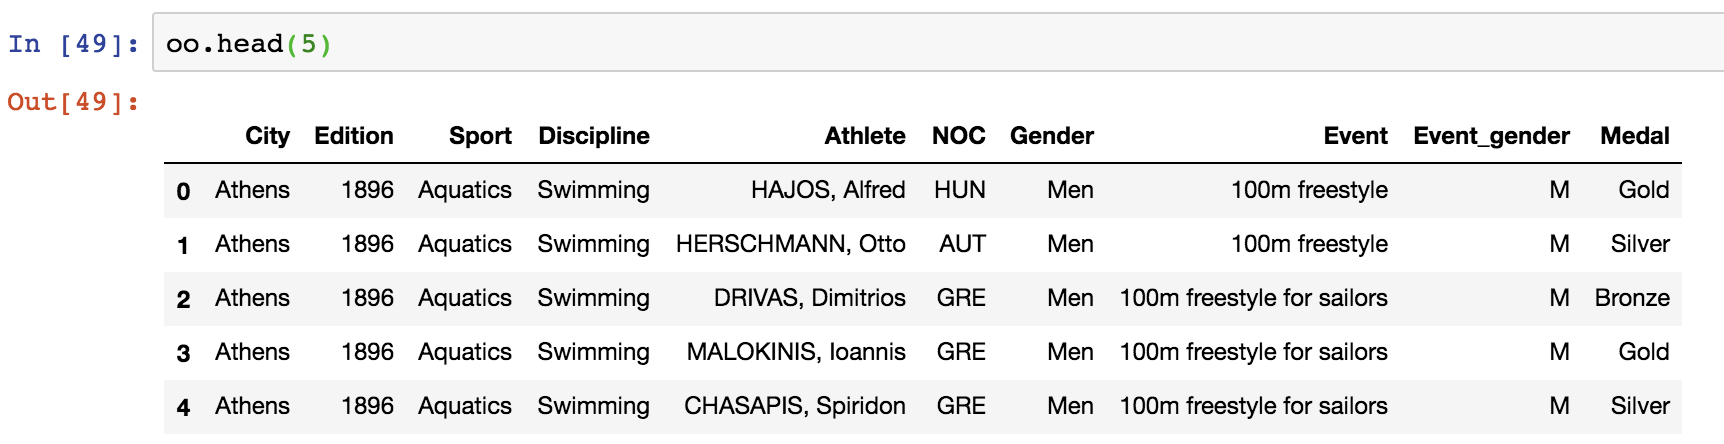 In [49]: oo.head(5)
Out[49]:
City Edition Sport Discipline Athlete NOC Gender Event Event_gender Medal
0 Athens 1896 Aquatics Swimming HAJOS, Alfred HUN Men 100m freestyle M Gold
1 Athens 1896 Aquatics Swimming HERSCHMANN, Otto AUT Men 100m freestyle M Silver
2 Athens 1896 Aquatics Swimming DRIVAS, Dimitrios GRE Men 100m freestyle for sailors M Bronze
3 Athens 1896 Aquatics Swimming MALOKINIS, Ioannis GRE Men 100m freestyle for sailors M Gold
4 Athens 1896 Aquatics Swimming CHASAPIS, Spiridon GRE Men 100m freestyle for sailors M Silver